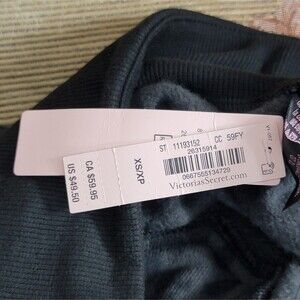 ST 11193152 CC 59FY
26315914
0667555134729
VictoriasSecret.com
XS/XP
CA $59.95
US $49.50